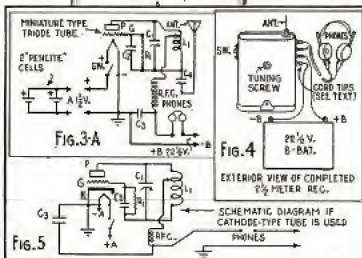 MINIATURE TYPE
TRIODE TUBE
P
G
ANT.
C1
L1
C2
R1
C4
2 "PENLITE"
CELLS
SW.
A 1½ V.
R.F.C.
PHONES
C3
-B
+B 22½ V.
FIG.3-A
ANT.
PHONES
SW.
TUNING
SCREW
CORD TIPS
(SEE TEXT)
-B
+B
22½ V.
B-BAT.
FIG.4
EXTERIOR VIEW OF COMPLETED
2½ METER REC.
P
G
K
C1
L1
C2
R1
C3
-A
+A
SCHEMATIC DIAGRAM IF
CATHODE-TYPE TUBE IS USED
R.F.C.
PHONES
FIG.5